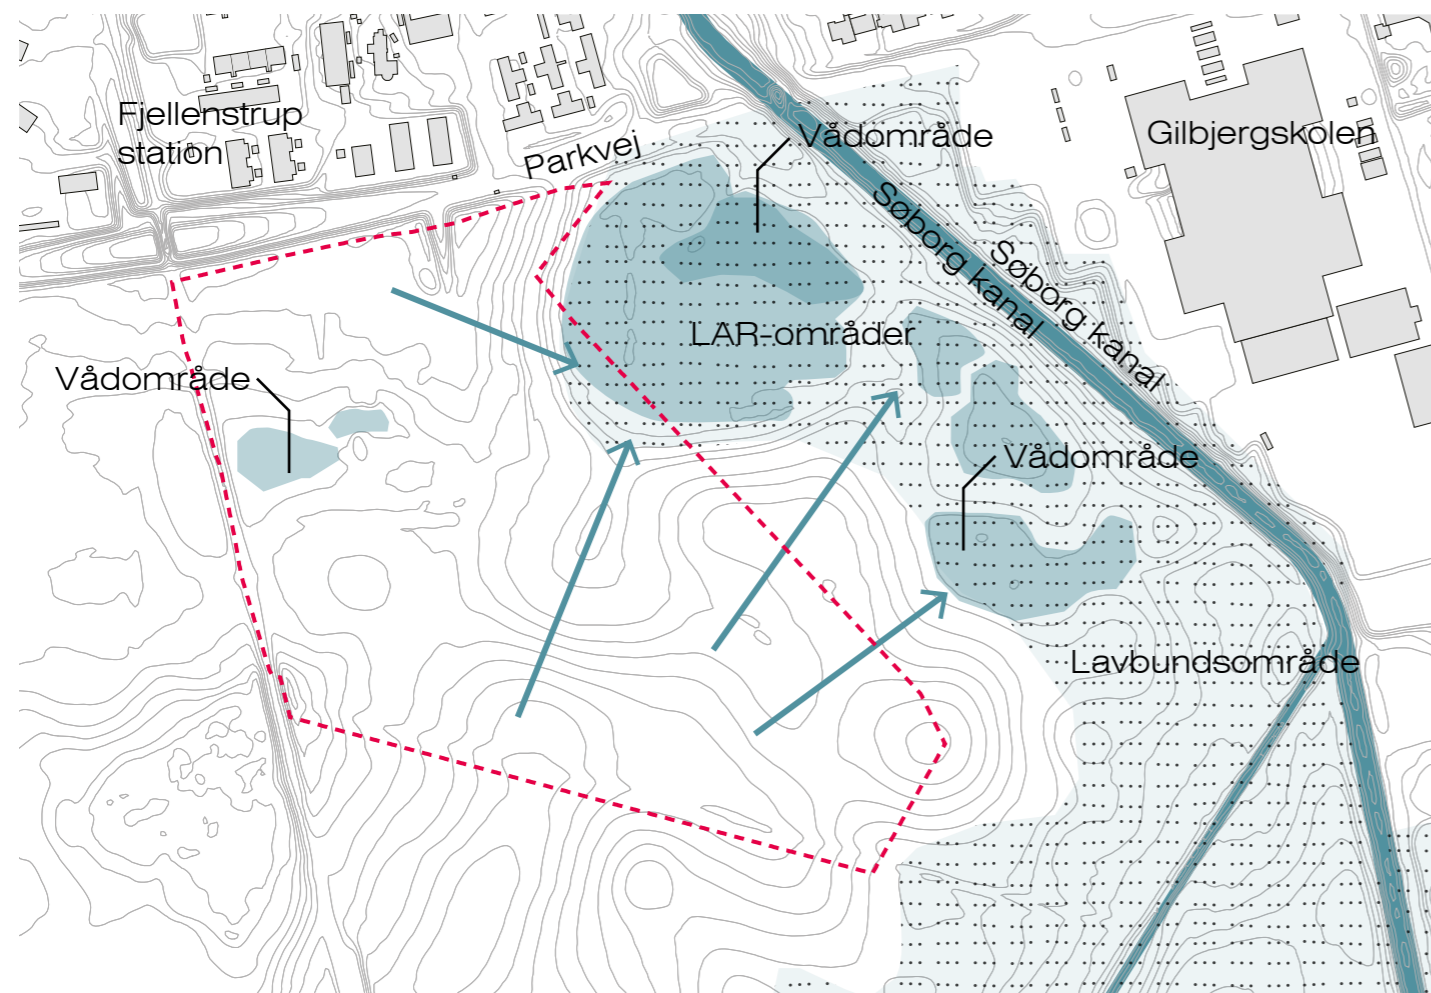 Fjellenstrup
station
Parkvej
Vådområde
Gilbjergskolen
Søborg kanal
Søborg kanal
LAR-områder
Vådområde
Vådområde
Lavbundsområde